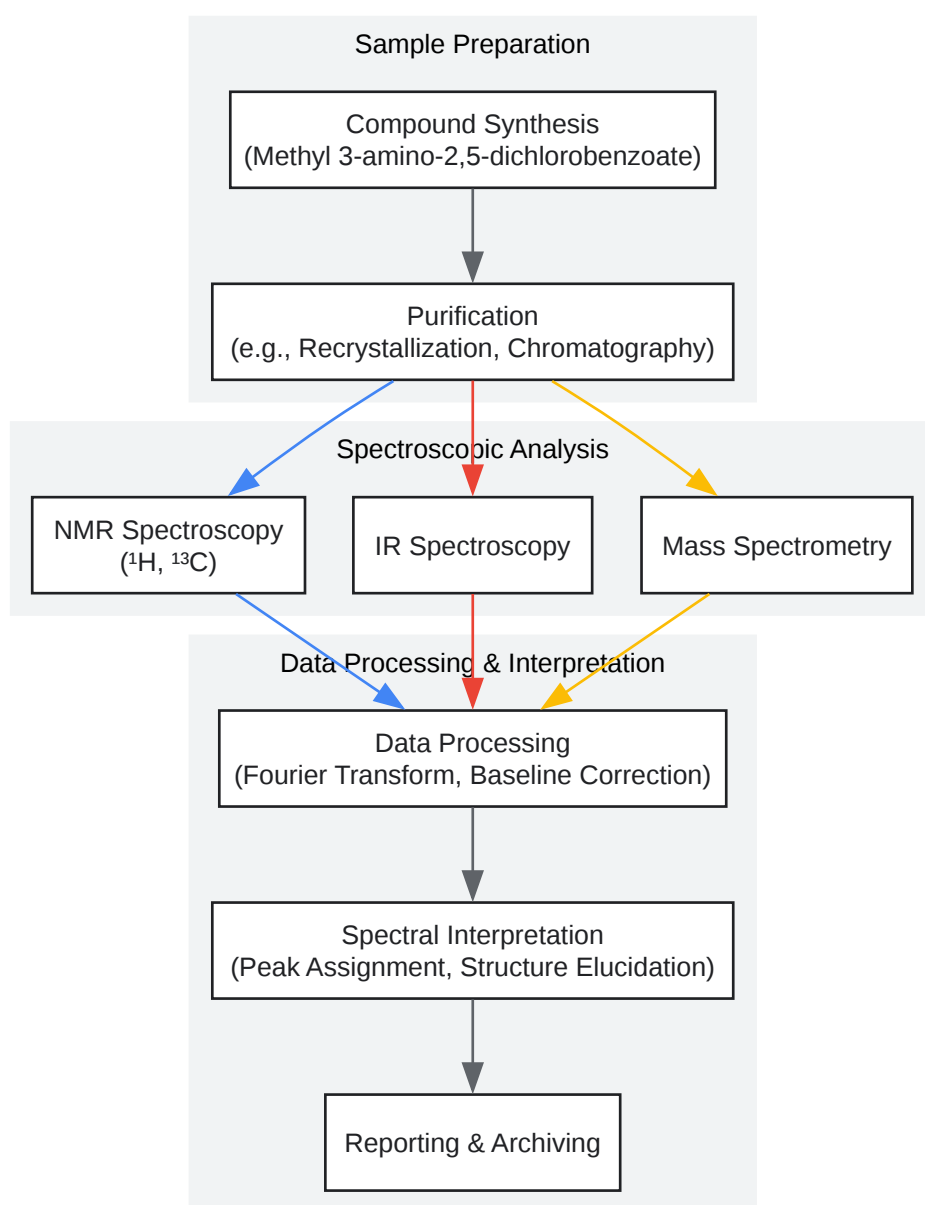 Sample Preparation
Compound Synthesis
(Methyl 3-amino-2,5-dichlorobenzoate)
Purification
(e.g., Recrystallization, Chromatography)
Spectroscopic Analysis
NMR Spectroscopy
(¹H, ¹³C)
IR Spectroscopy
Mass Spectrometry
Data Processing & Interpretation
Data Processing
(Fourier Transform, Baseline Correction)
Spectral Interpretation
(Peak Assignment, Structure Elucidation)
Reporting & Archiving